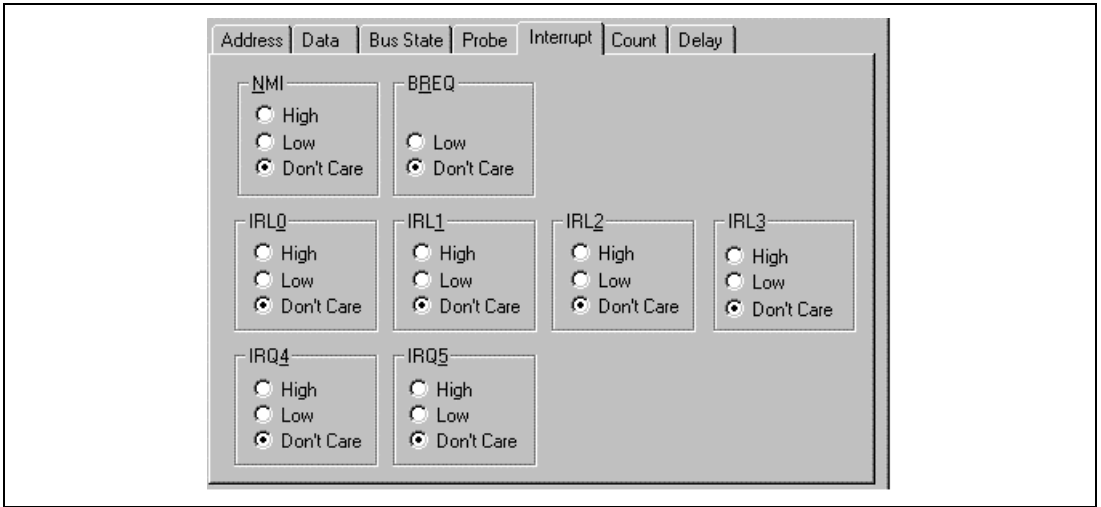 Address Data Bus State Probe Interrupt Count Delay
NMI BREQ
High
Low Low
Don't Care Don't Care
IRL0 IRL1 IRL2 IRL3
High High High High
Low Low Low Low
Don't Care Don't Care Don't Care Don't Care
IRQ4 IRQ5
High High
Low Low
Don't Care Don't Care